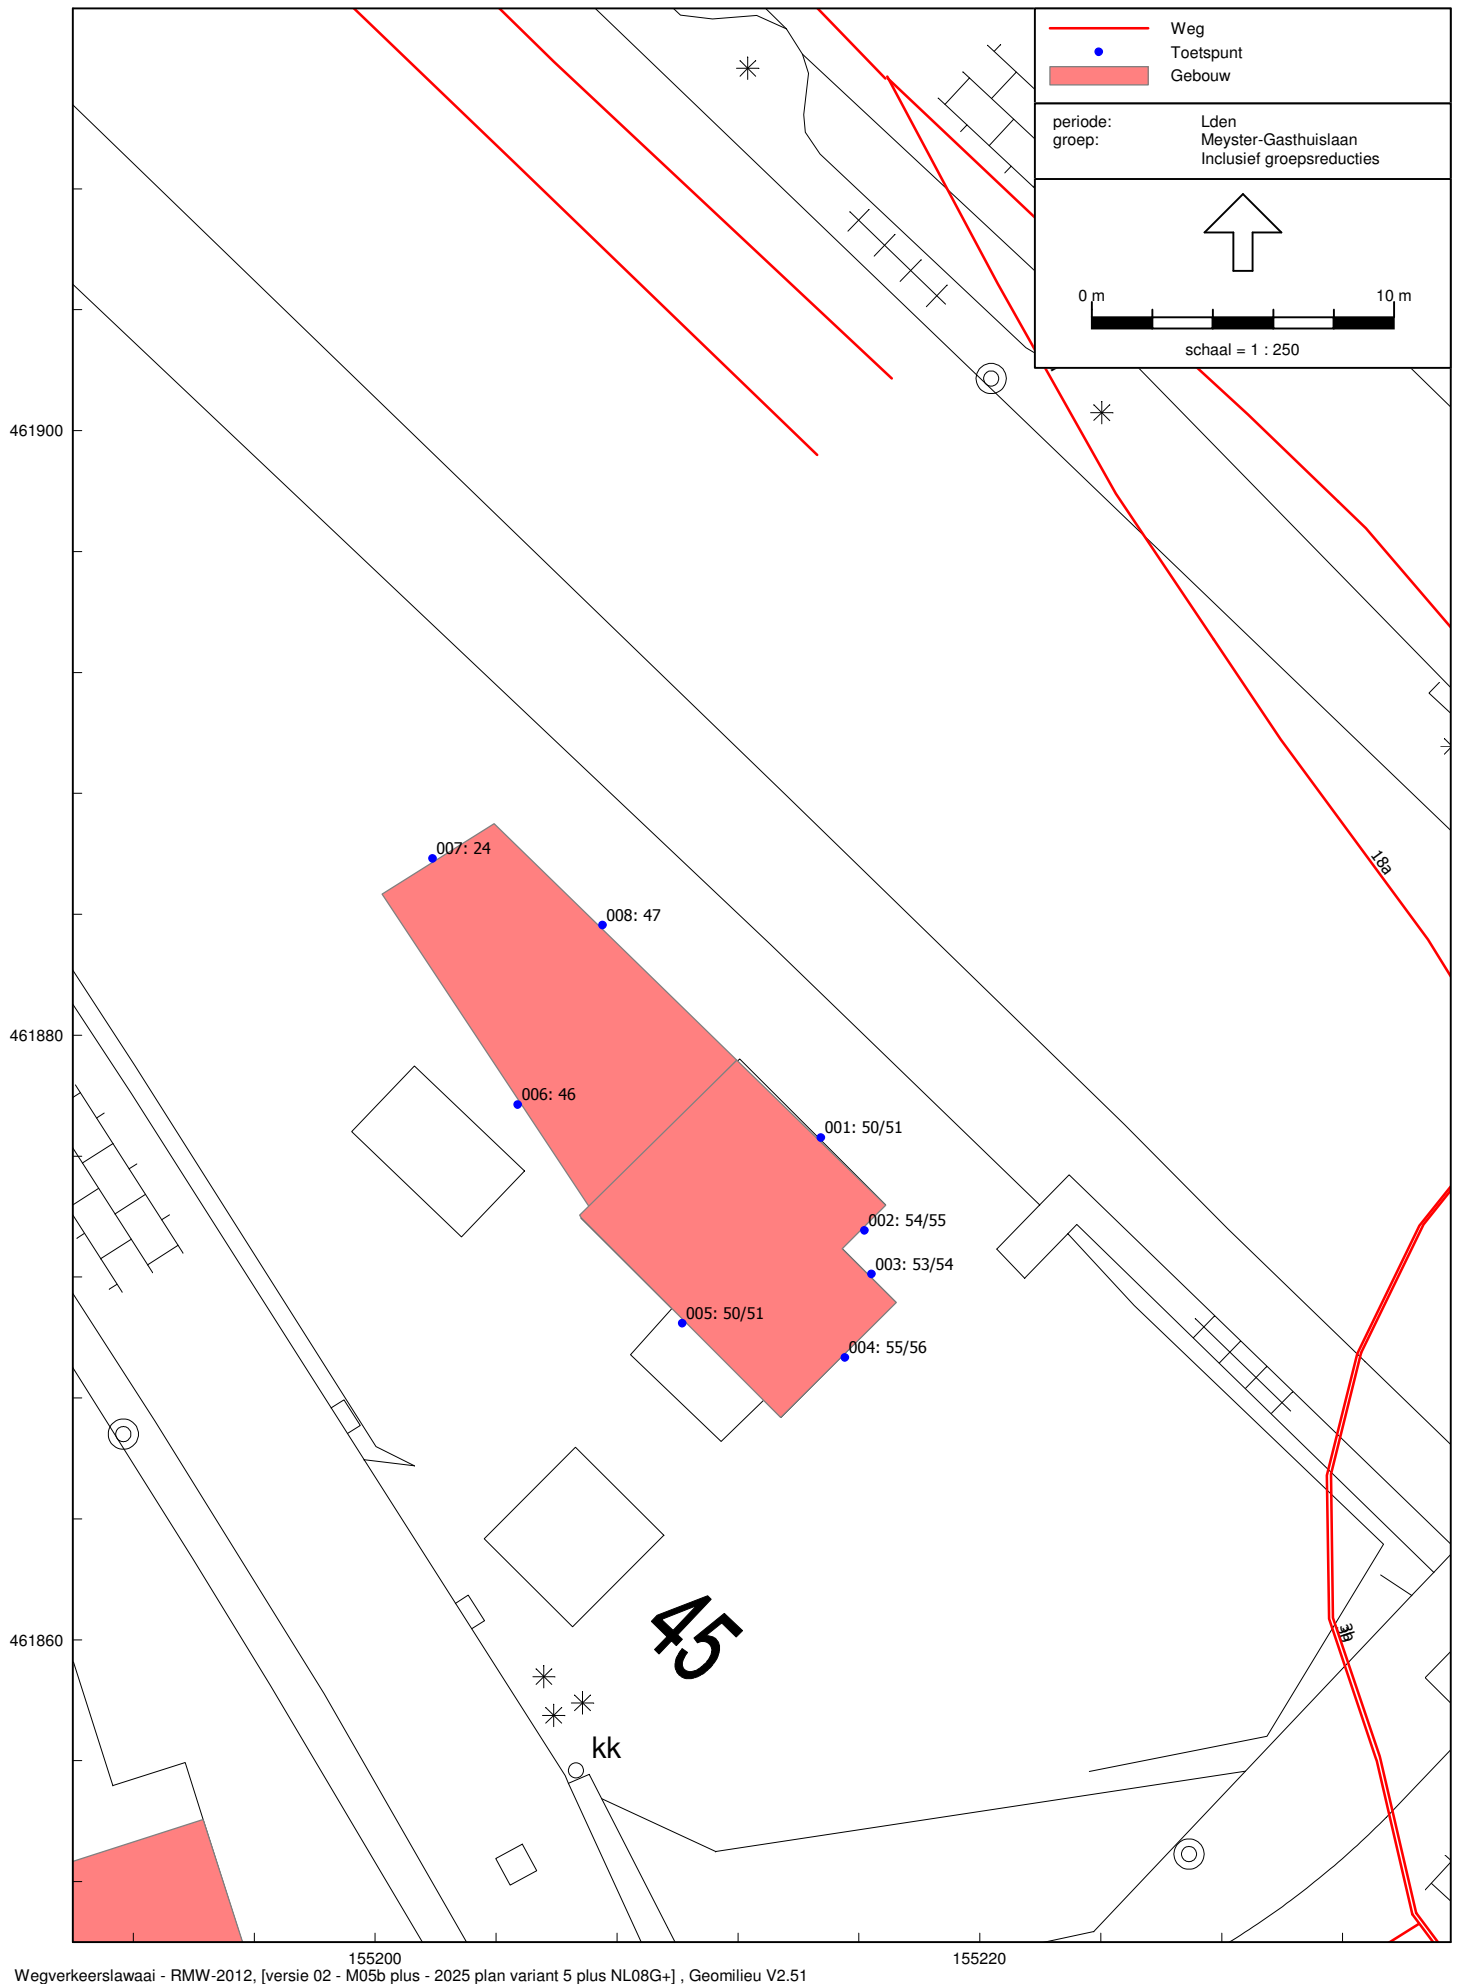 Weg
Toetspunt
Gebouw
periode: Lden
groep: Meyster-Gasthuislaan
Inclusief groepsreducties
0 m 10 m
schaal = 1 : 250
461900
18a
007: 24
008: 47
461880
006: 46
001: 50/51
002: 54/55
003: 53/54
005: 50/51
004: 55/56
45
461860
kk
155200 155220
Wegverkeerslawaai - RMW-2012, [versie 02 - M05b plus - 2025 plan variant 5 plus NL08G+] , Geomilieu V2.51